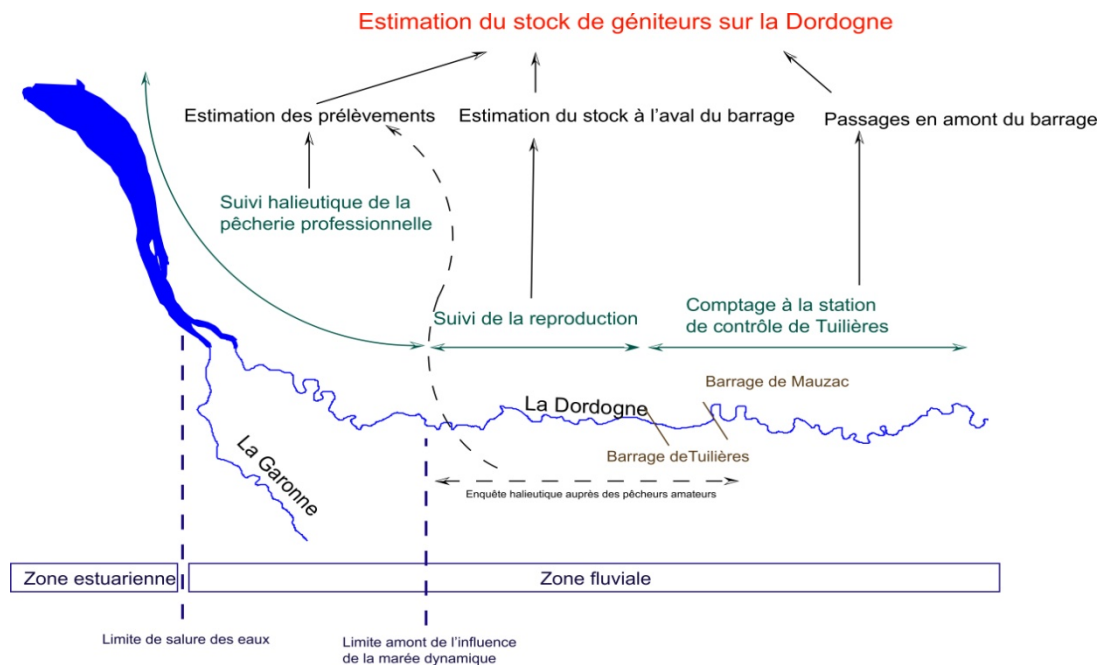 Estimation du stock de géniteurs sur la Dordogne
Estimation des prélèvements
Estimation du stock à l'aval du barrage
Passages en amont du barrage
Suivi halieutique de la
pêcherie professionnelle
Suivi de la reproduction
Comptage à la station
de contrôle de Tuilières
Barrage de Mauzac
La Dordogne
Barrage deTuilières
La Garonne
Enquête halieutique auprès des pêcheurs amateurs
Zone estuarienne
Zone fluviale
Limite de salure des eaux
Limite amont de l'influence
de la marée dynamique